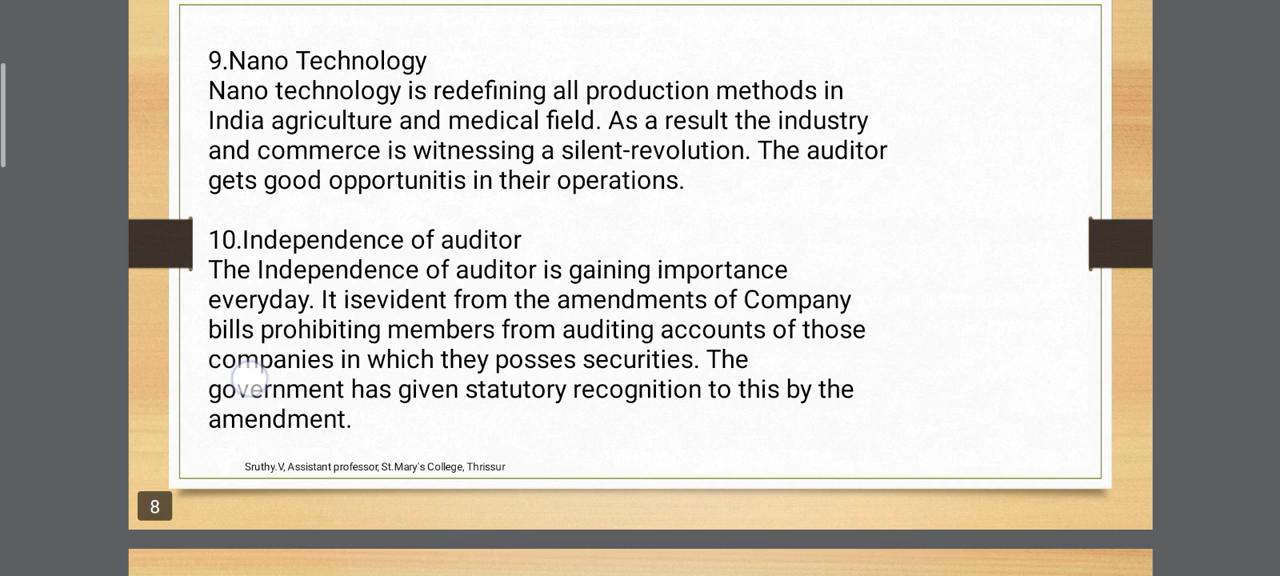 9.Nano Technology
Nano technology is redefining all production methods in
India agriculture and medical field. As a result the industry
and commerce is witnessing a silent-revolution. The auditor
gets good opportunitis in their operations.
10.Independence of auditor
The Independence of auditor is gaining importance
everyday. It isevident from the amendments of Company
bills prohibiting members from auditing accounts of those
companies in which they posses securities. The
government has given statutory recognition to this by the
amendment.
Sruthy.V, Assistant professor, St.Mary's College, Thrissur
8